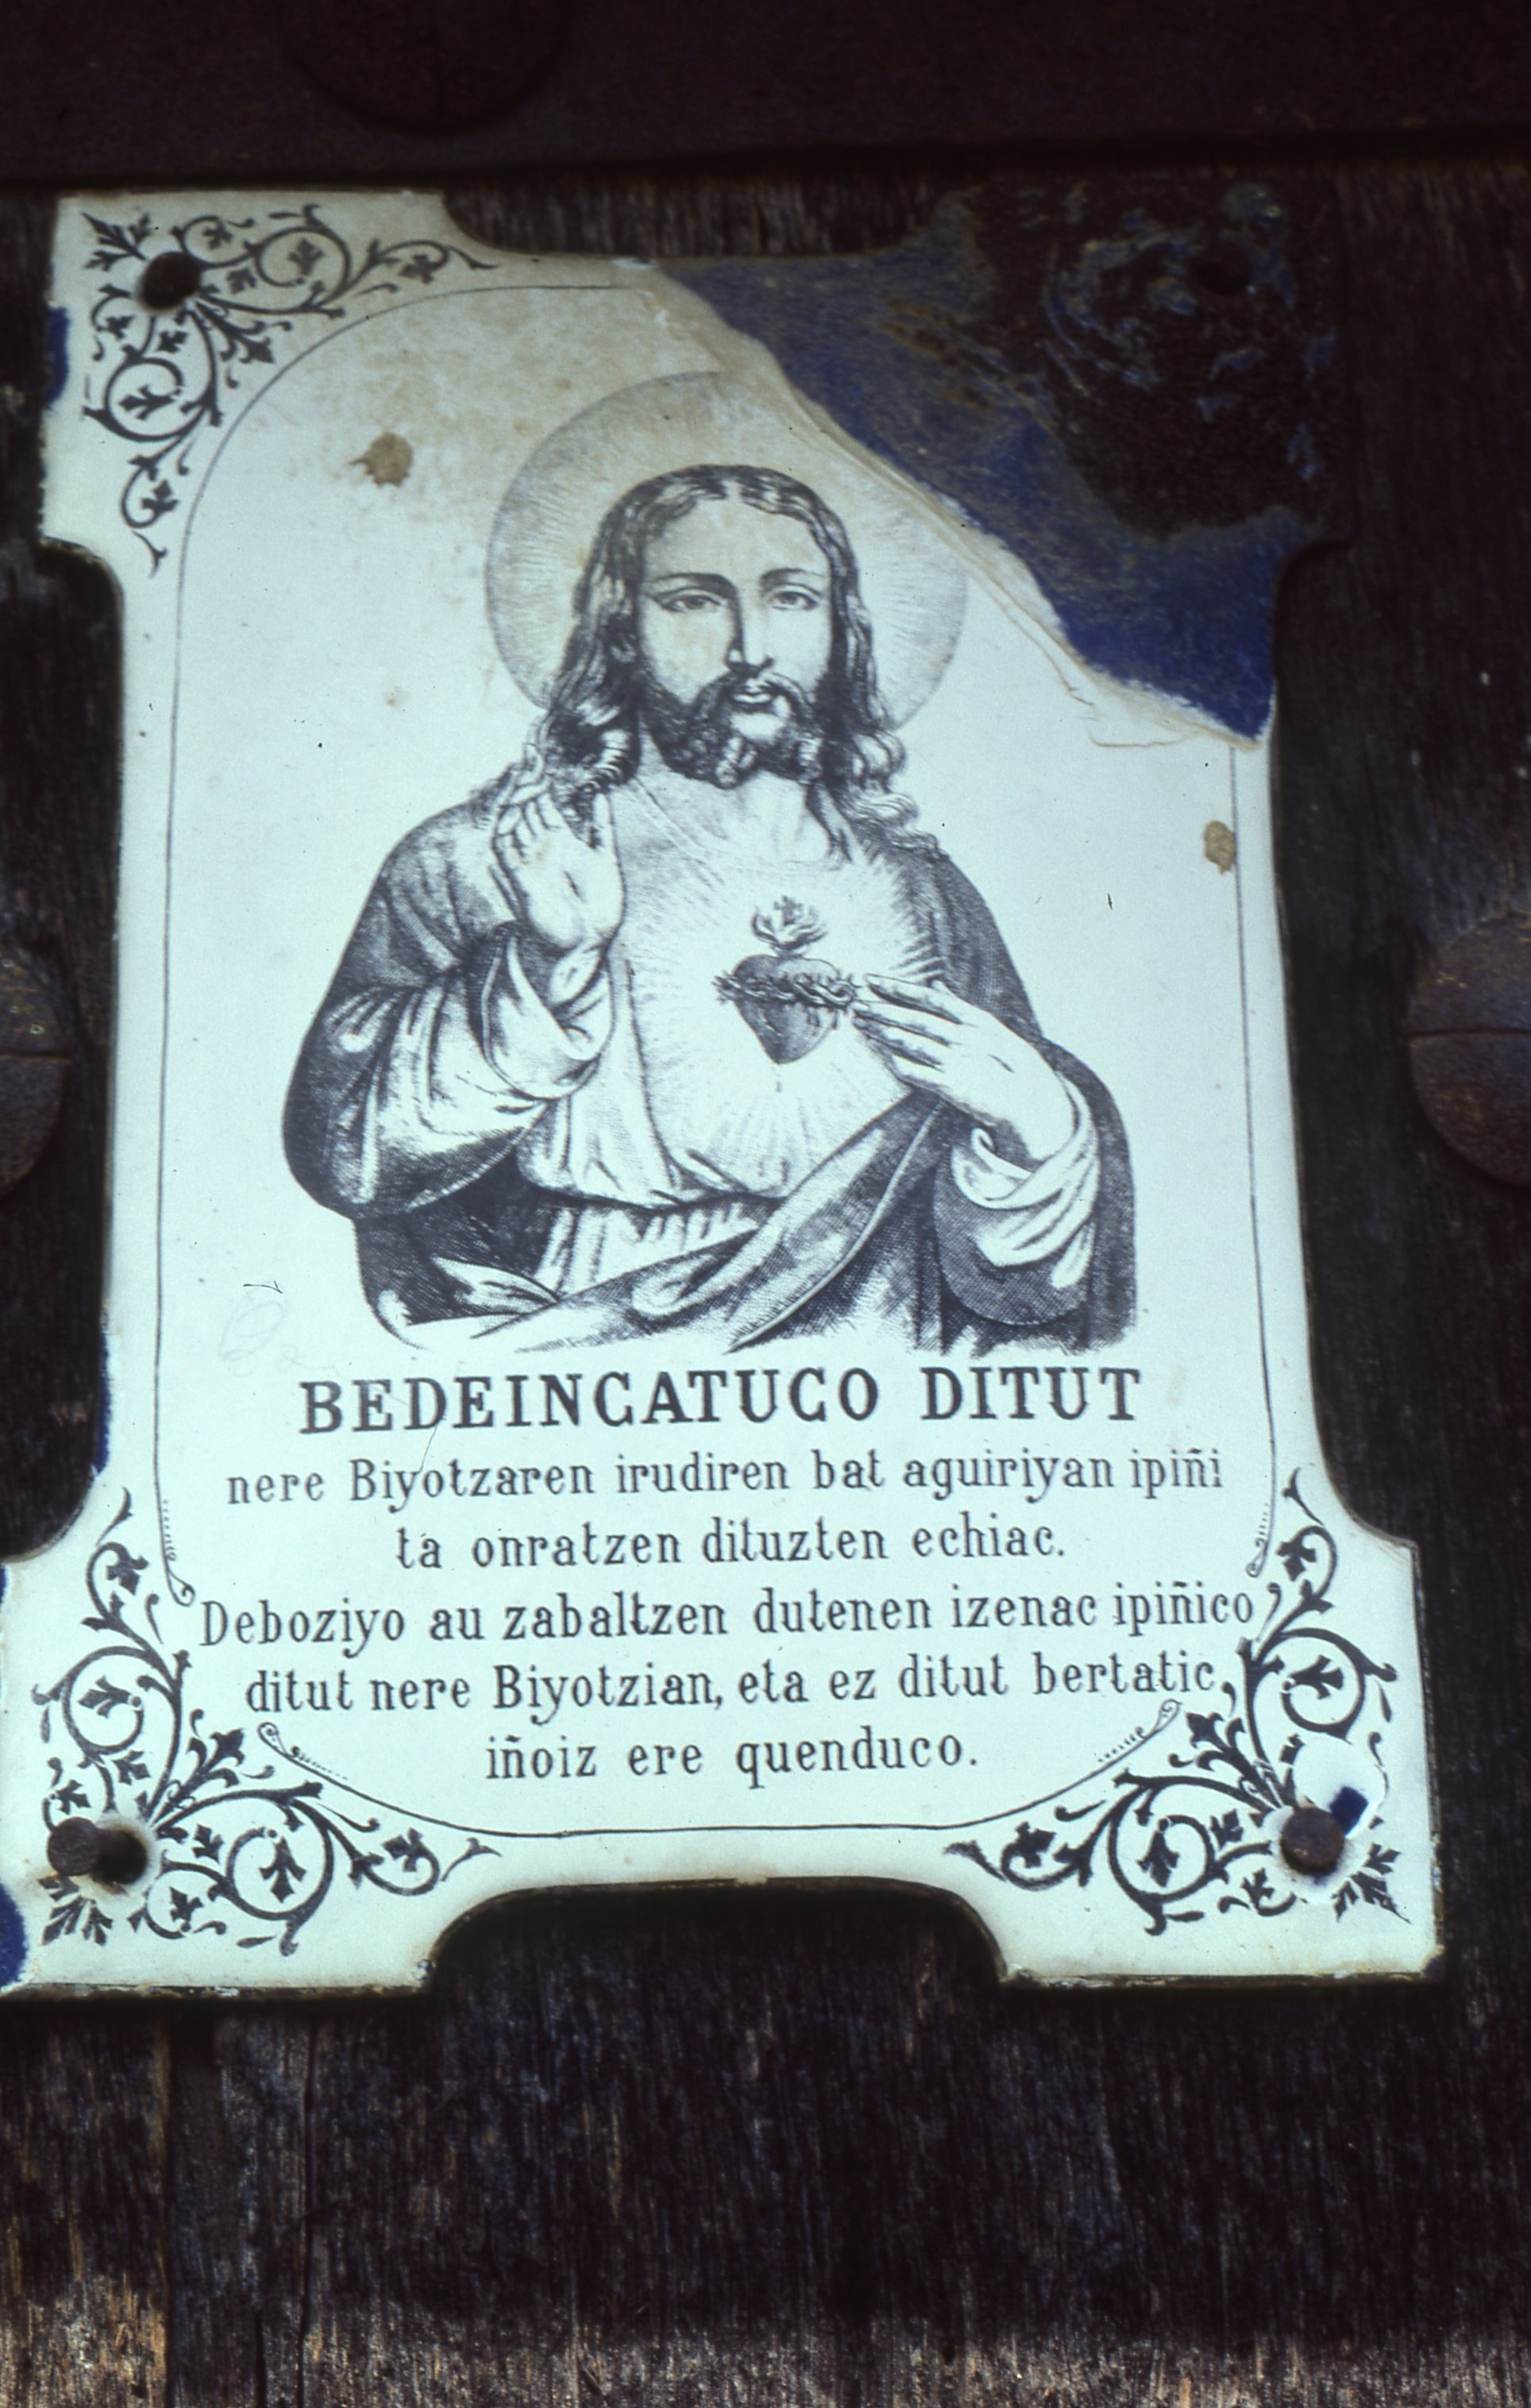 BEDEINCATUCO DITUT
nere Biyotzaren irudiren bat aguiriyan ipiñi
ta onratzen dituzten echiac.
Deboziyo au zabaltzen dutenen izenac ipiñico
ditut nere Biyotzian, eta ez ditut bertatic,
iñoiz ere quenduco.